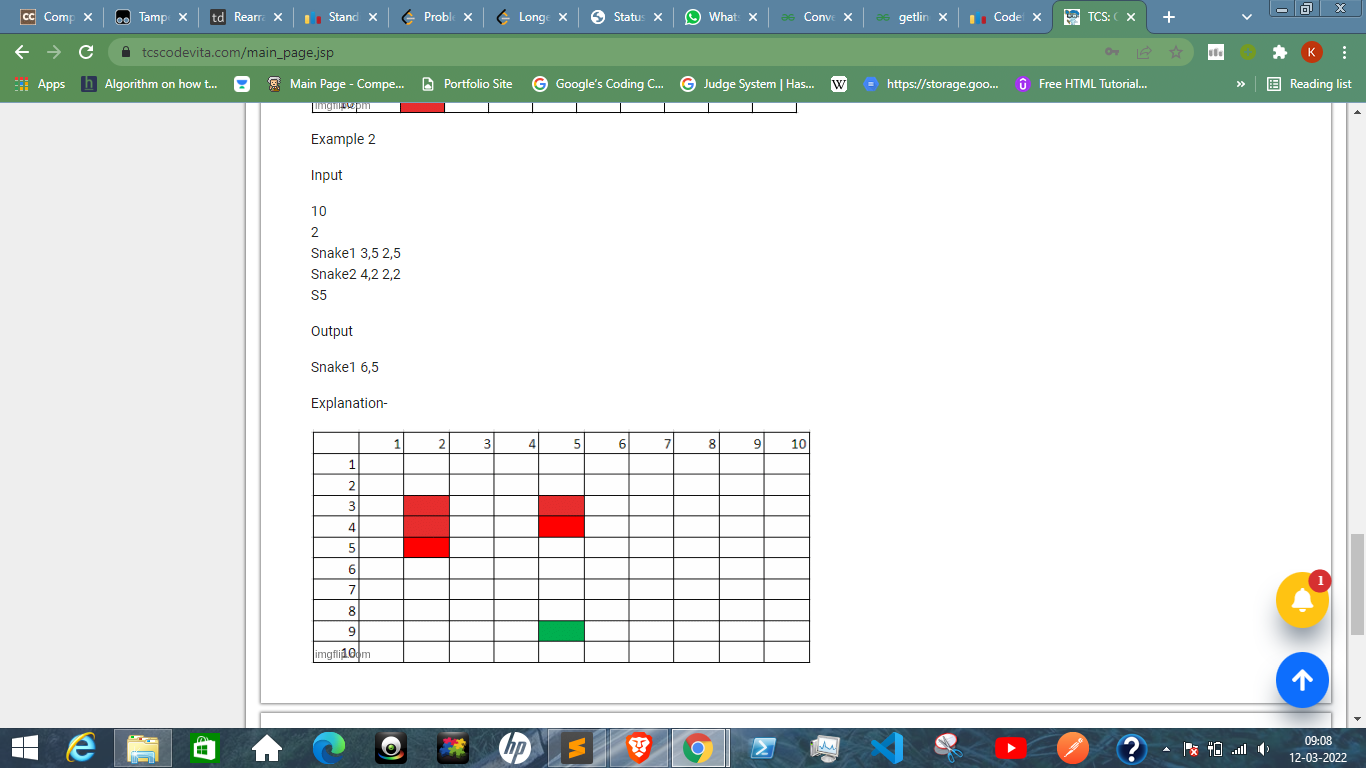 Comp
Tamp
td Rearr
Stand
Proble
Longe
Status
Whats
Conve
getlin
Codel
TCS: C
tcscodevita.com/main_page.jsp
K
Apps
h Algorithm on how t...
Main Page - Compe...
Portfolio Site
Google's Coding C...
Judge System | Has...
W
https://storage.goo...
Free HTML Tutorial...
»
Reading list
imgflip.com
Example 2
Input
10
2
Snake1 3,5 2,5
Snake2 4,2 2,2
S5
Output
Snake1 6,5
Explanation-
1 2 3 4 5 6 7 8 9 10
1
2
3
4
5
6
7
8
9
10
imgflip.com
1
hp
09:08
12-03-2022